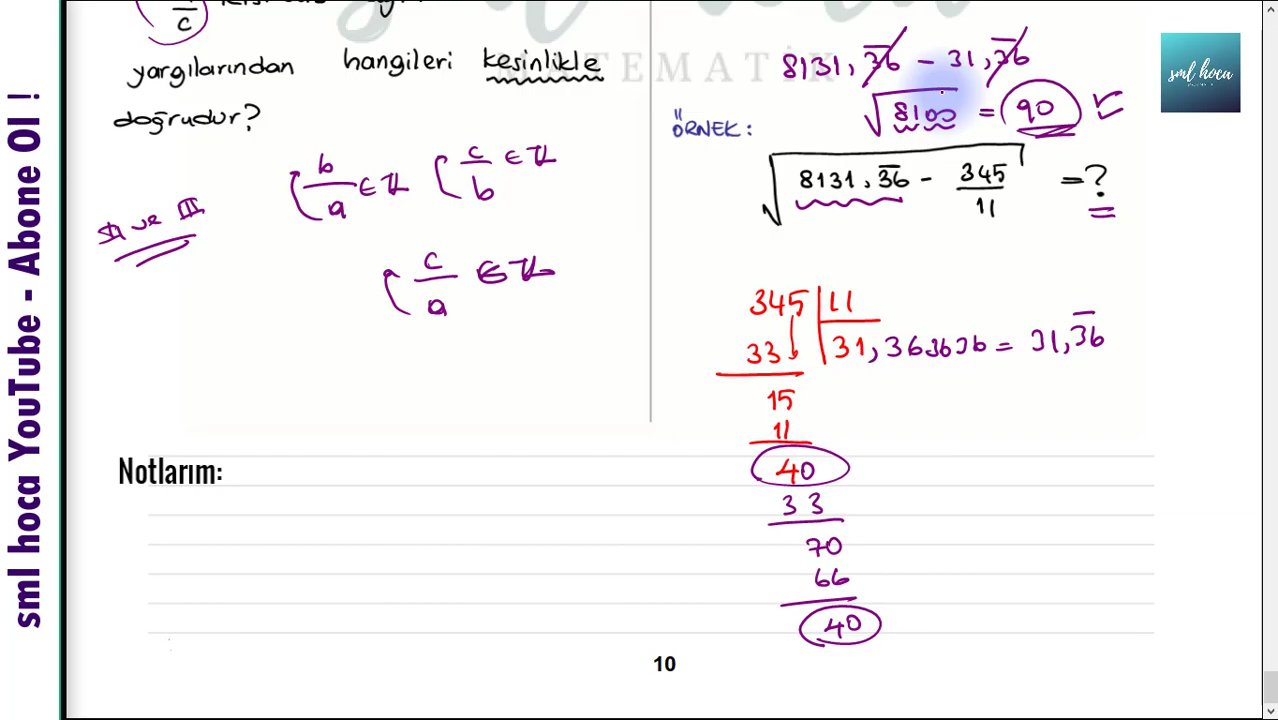 sml hoca YouTube - Abone Ol !
c
yargılarından hangileri kesinlikle
doğrudur?
b/a ∈ Z
c/b ∈ Z
II ve III
c/a ∈ Z
MATEMATİK
8131,3̅6̅ - 31,3̅6̅
√8100 = 90
ÖRNEK:
√(8131,3̅6̅ - 345/11) = ?
345 | 11
33 | 31,363636 = 31,3̅6̅
15
11
40
33
70
66
40
Notlarım:
10
sml hoca